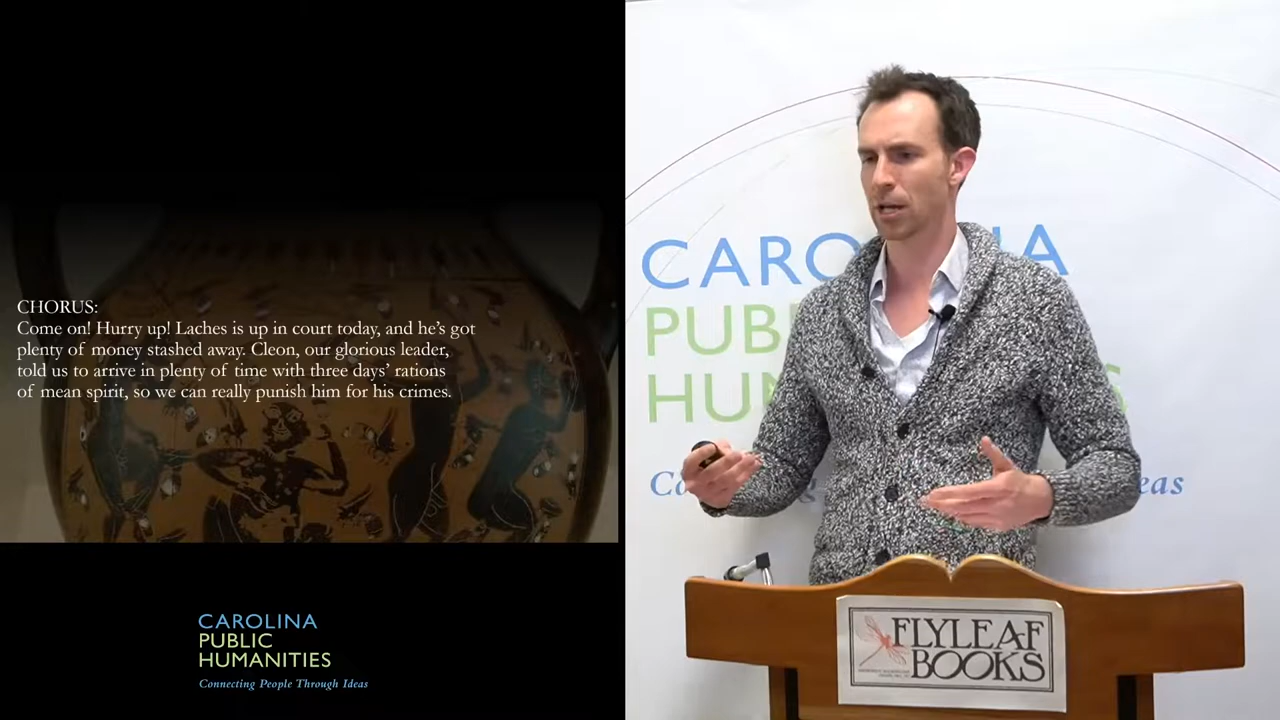 CHORUS:
Come on! Hurry up! Laches is up in court today, and he's got
plenty of money stashed away. Cleon, our glorious leader,
told us to arrive in plenty of time with three days' rations
of mean spirit, so we can really punish him for his crimes.
CAROLINA
PUBLIC
HUMANITIES
Connecting People Through Ideas
FLYLEAF
BOOKS